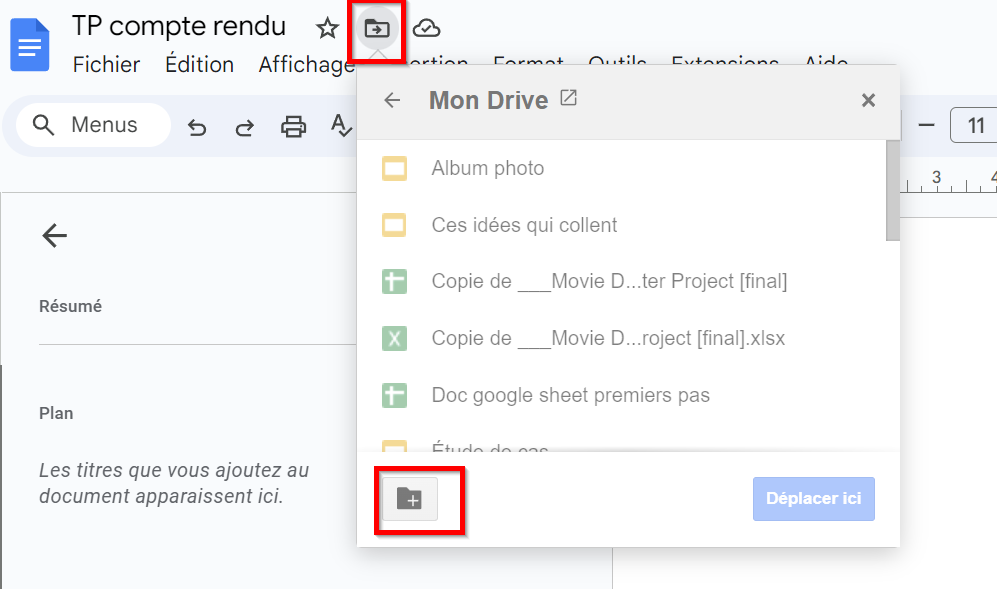 TP compte rendu
Fichier Édition Affichage ertion Format Outils Extensions Aide
Menus
11
Mon Drive
3 4
Album photo
Ces idées qui collent
Copie de ___Movie D...ter Project [final]
X Copie de ___Movie D...roject [final].xlsx
Doc google sheet premiers pas
Étude de cas
Déplacer ici
Résumé
Plan
Les titres que vous ajoutez au
document apparaissent ici.